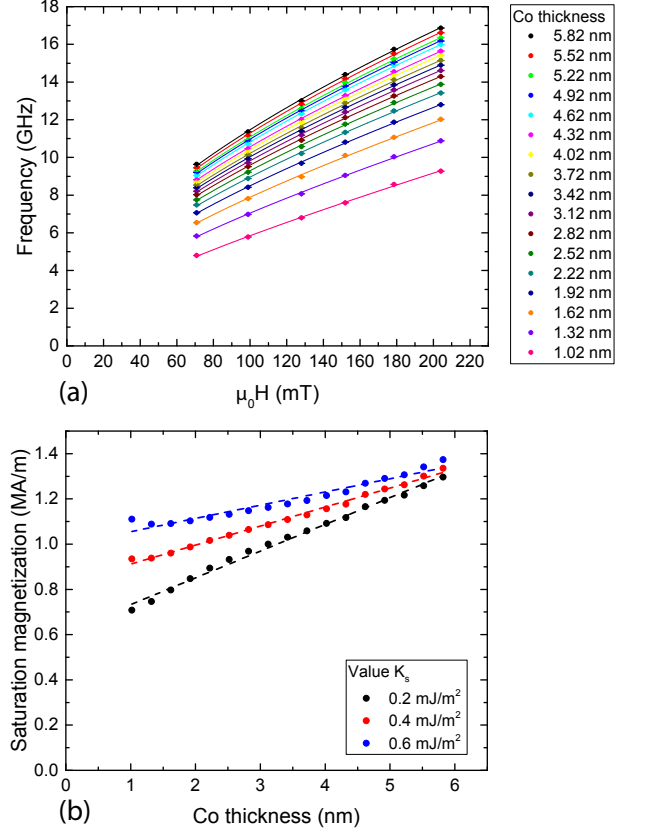 18
16
14
12
10
8
6
4
2
0
Frequency (GHz)
0 20 40 60 80 100 120 140 160 180 200 220
(a)
μ₀H (mT)
Co thickness
5.82 nm
5.52 nm
5.22 nm
4.92 nm
4.62 nm
4.32 nm
4.02 nm
3.72 nm
3.42 nm
3.12 nm
2.82 nm
2.52 nm
2.22 nm
1.92 nm
1.62 nm
1.32 nm
1.02 nm
1.4
1.2
1.0
0.8
0.6
0.4
0.2
0.0
Saturation magnetization (MA/m)
Value Kₛ
0.2 mJ/m²
0.4 mJ/m²
0.6 mJ/m²
0 1 2 3 4 5 6
(b)
Co thickness (nm)